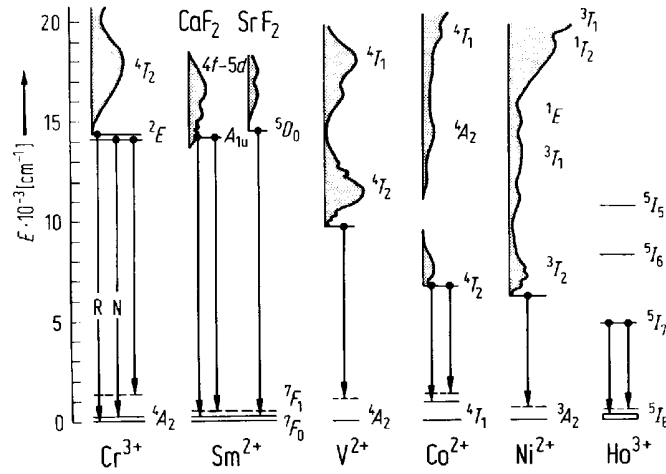 20
15
10
5
0
E·10⁻³[cm⁻¹]
CaF₂ SrF₂
⁴T₂
²E
R N
⁴A₂
Cr³⁺
4f–5d
A₁ᵤ
⁵D₀
⁷F₁
⁷F₀
Sm²⁺
⁴T₁
⁴T₂
⁴A₂
V²⁺
⁴T₁
⁴A₂
⁴T₂
⁴T₁
Co²⁺
³T₁
¹T₂
¹E
³T₁
³T₂
³A₂
Ni²⁺
⁵I₅
⁵I₆
⁵I₇
⁵I₈
Ho³⁺